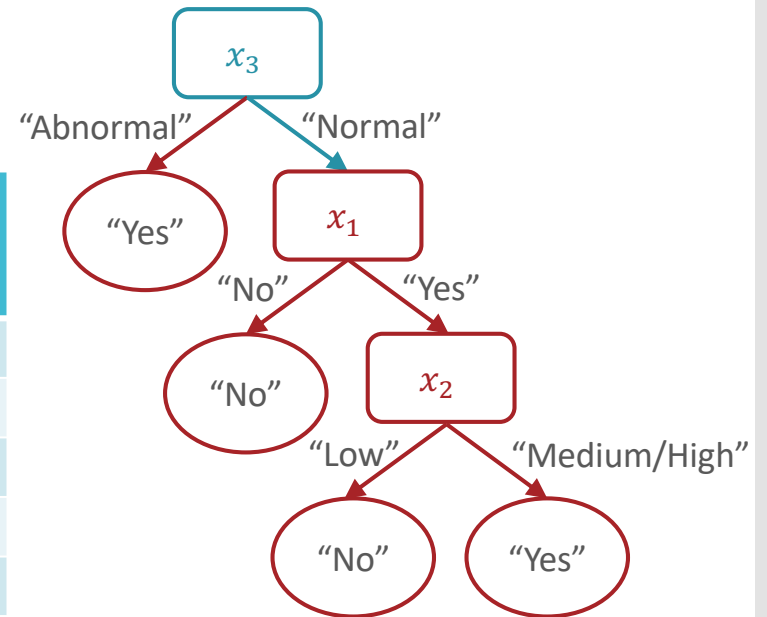 x₃
“Abnormal” “Normal”
“Yes” x₁
“No” “Yes”
“No” x₂
“Low” “Medium/High”
“No” “Yes”